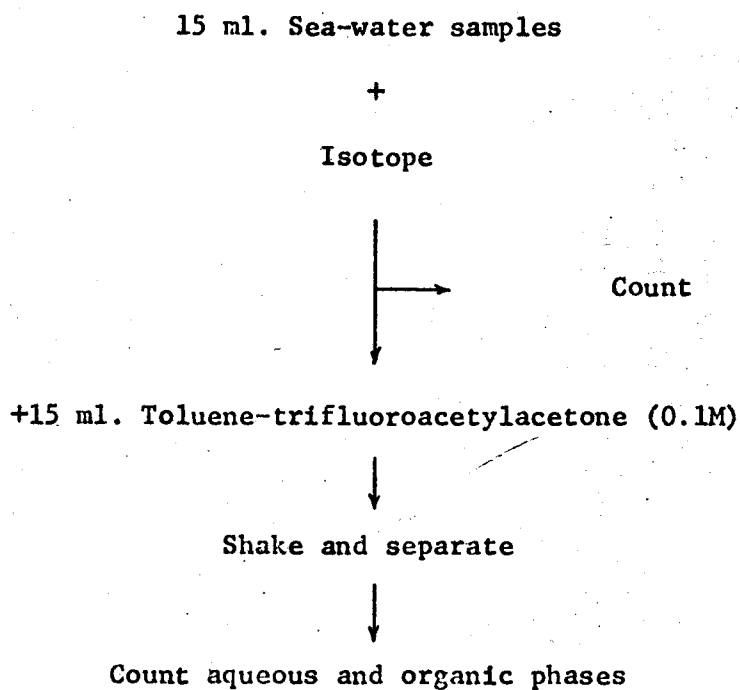 15 ml. Sea-water samples
+
Isotope
Count
+15 ml. Toluene-trifluoroacetylacetone (0.1M)
Shake and separate
Count aqueous and organic phases